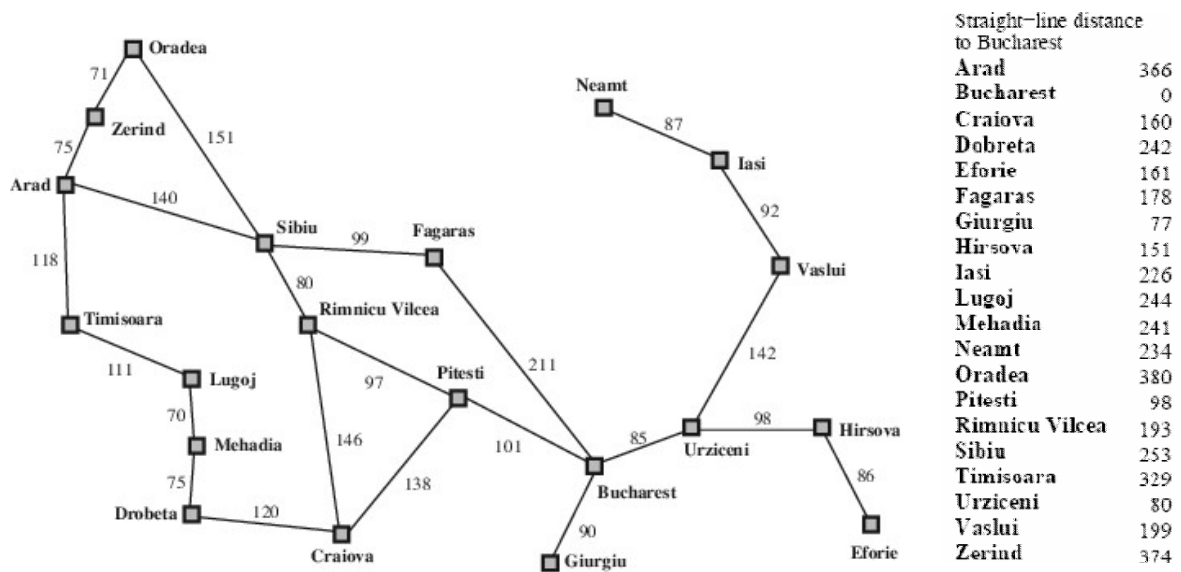 Oradea
71
Neamt
Zerind
87
151
75
Iasi
Arad
140
92
Sibiu
99
Fagaras
118
Vaslui
80
Timisoara
Rimnicu Vilcea
142
111
211
Lugoj
97
Pitesti
70
98
Hirsova
146
85
Mehadia
101
Urziceni
86
75
138
Bucharest
Drobeta
120
90
Craiova
Giurgiu
Eforie
Straight-line distance
to Bucharest
Arad 366
Bucharest 0
Craiova 160
Dobreta 242
Eforie 161
Fagaras 178
Giurgiu 77
Hirsova 151
Iasi 226
Lugoj 244
Mehadia 241
Neamt 234
Oradea 380
Pitesti 98
Rimnicu Vilcea 193
Sibiu 253
Timisoara 329
Urziceni 80
Vaslui 199
Zerind 374